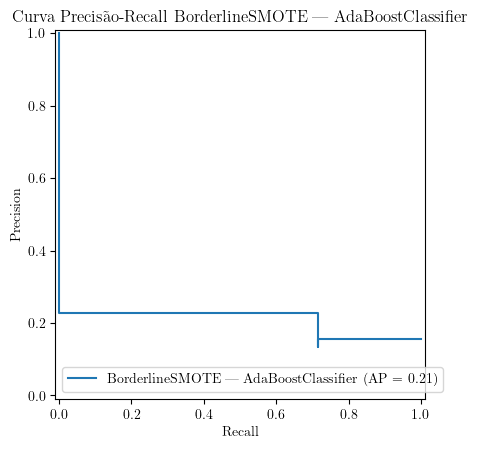 Curva Precisão-Recall BorderlineSMOTE — AdaBoostClassifier
1.0
0.8
0.6
0.4
0.2
0.0
Precision
BorderlineSMOTE — AdaBoostClassifier (AP = 0.21)
0.0 0.2 0.4 0.6 0.8 1.0
Recall